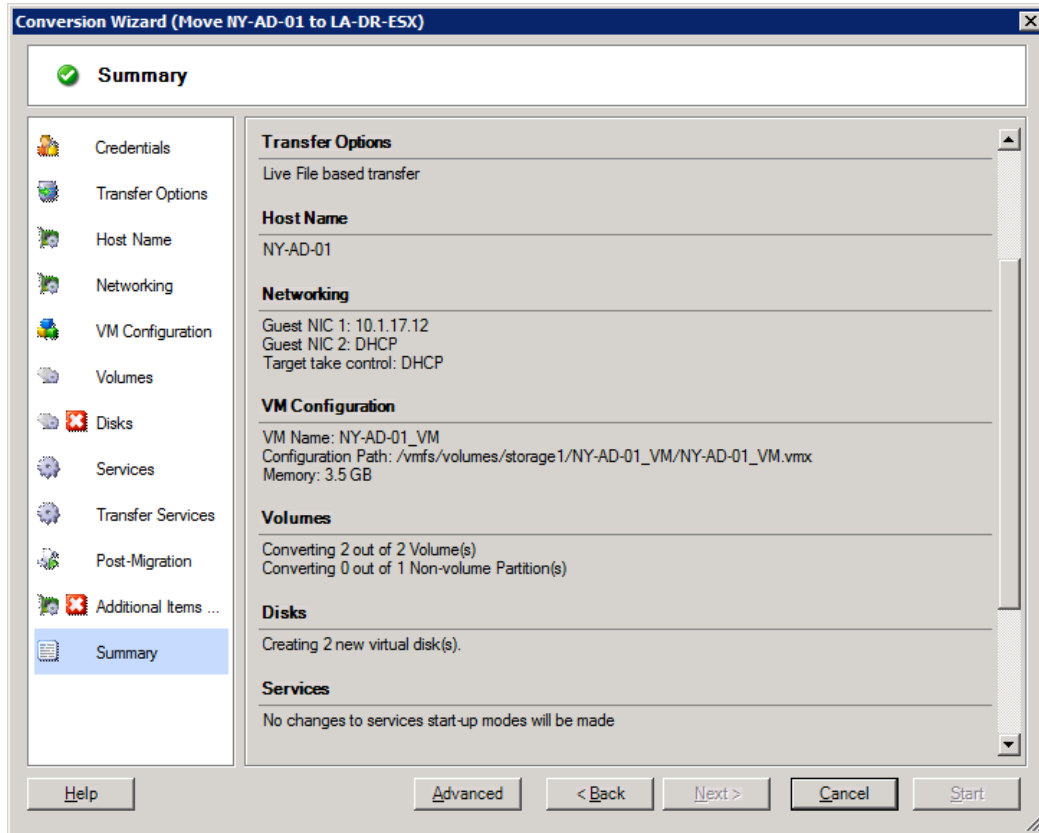 Conversion Wizard (Move NY-AD-01 to LA-DR-ESX)
Summary
Credentials
Transfer Options
Host Name
Networking
VM Configuration
Volumes
Disks
Services
Transfer Services
Post-Migration
Additional Items ...
Summary
Transfer Options
Live File based transfer
Host Name
NY-AD-01
Networking
Guest NIC 1: 10.1.17.12
Guest NIC 2: DHCP
Target take control: DHCP
VM Configuration
VM Name: NY-AD-01_VM
Configuration Path: /vmfs/volumes/storage1/NY-AD-01_VM/NY-AD-01_VM.vmx
Memory: 3.5 GB
Volumes
Converting 2 out of 2 Volume(s)
Converting 0 out of 1 Non-volume Partition(s)
Disks
Creating 2 new virtual disk(s).
Services
No changes to services start-up modes will be made
Help
Advanced
< Back
Next >
Cancel
Start